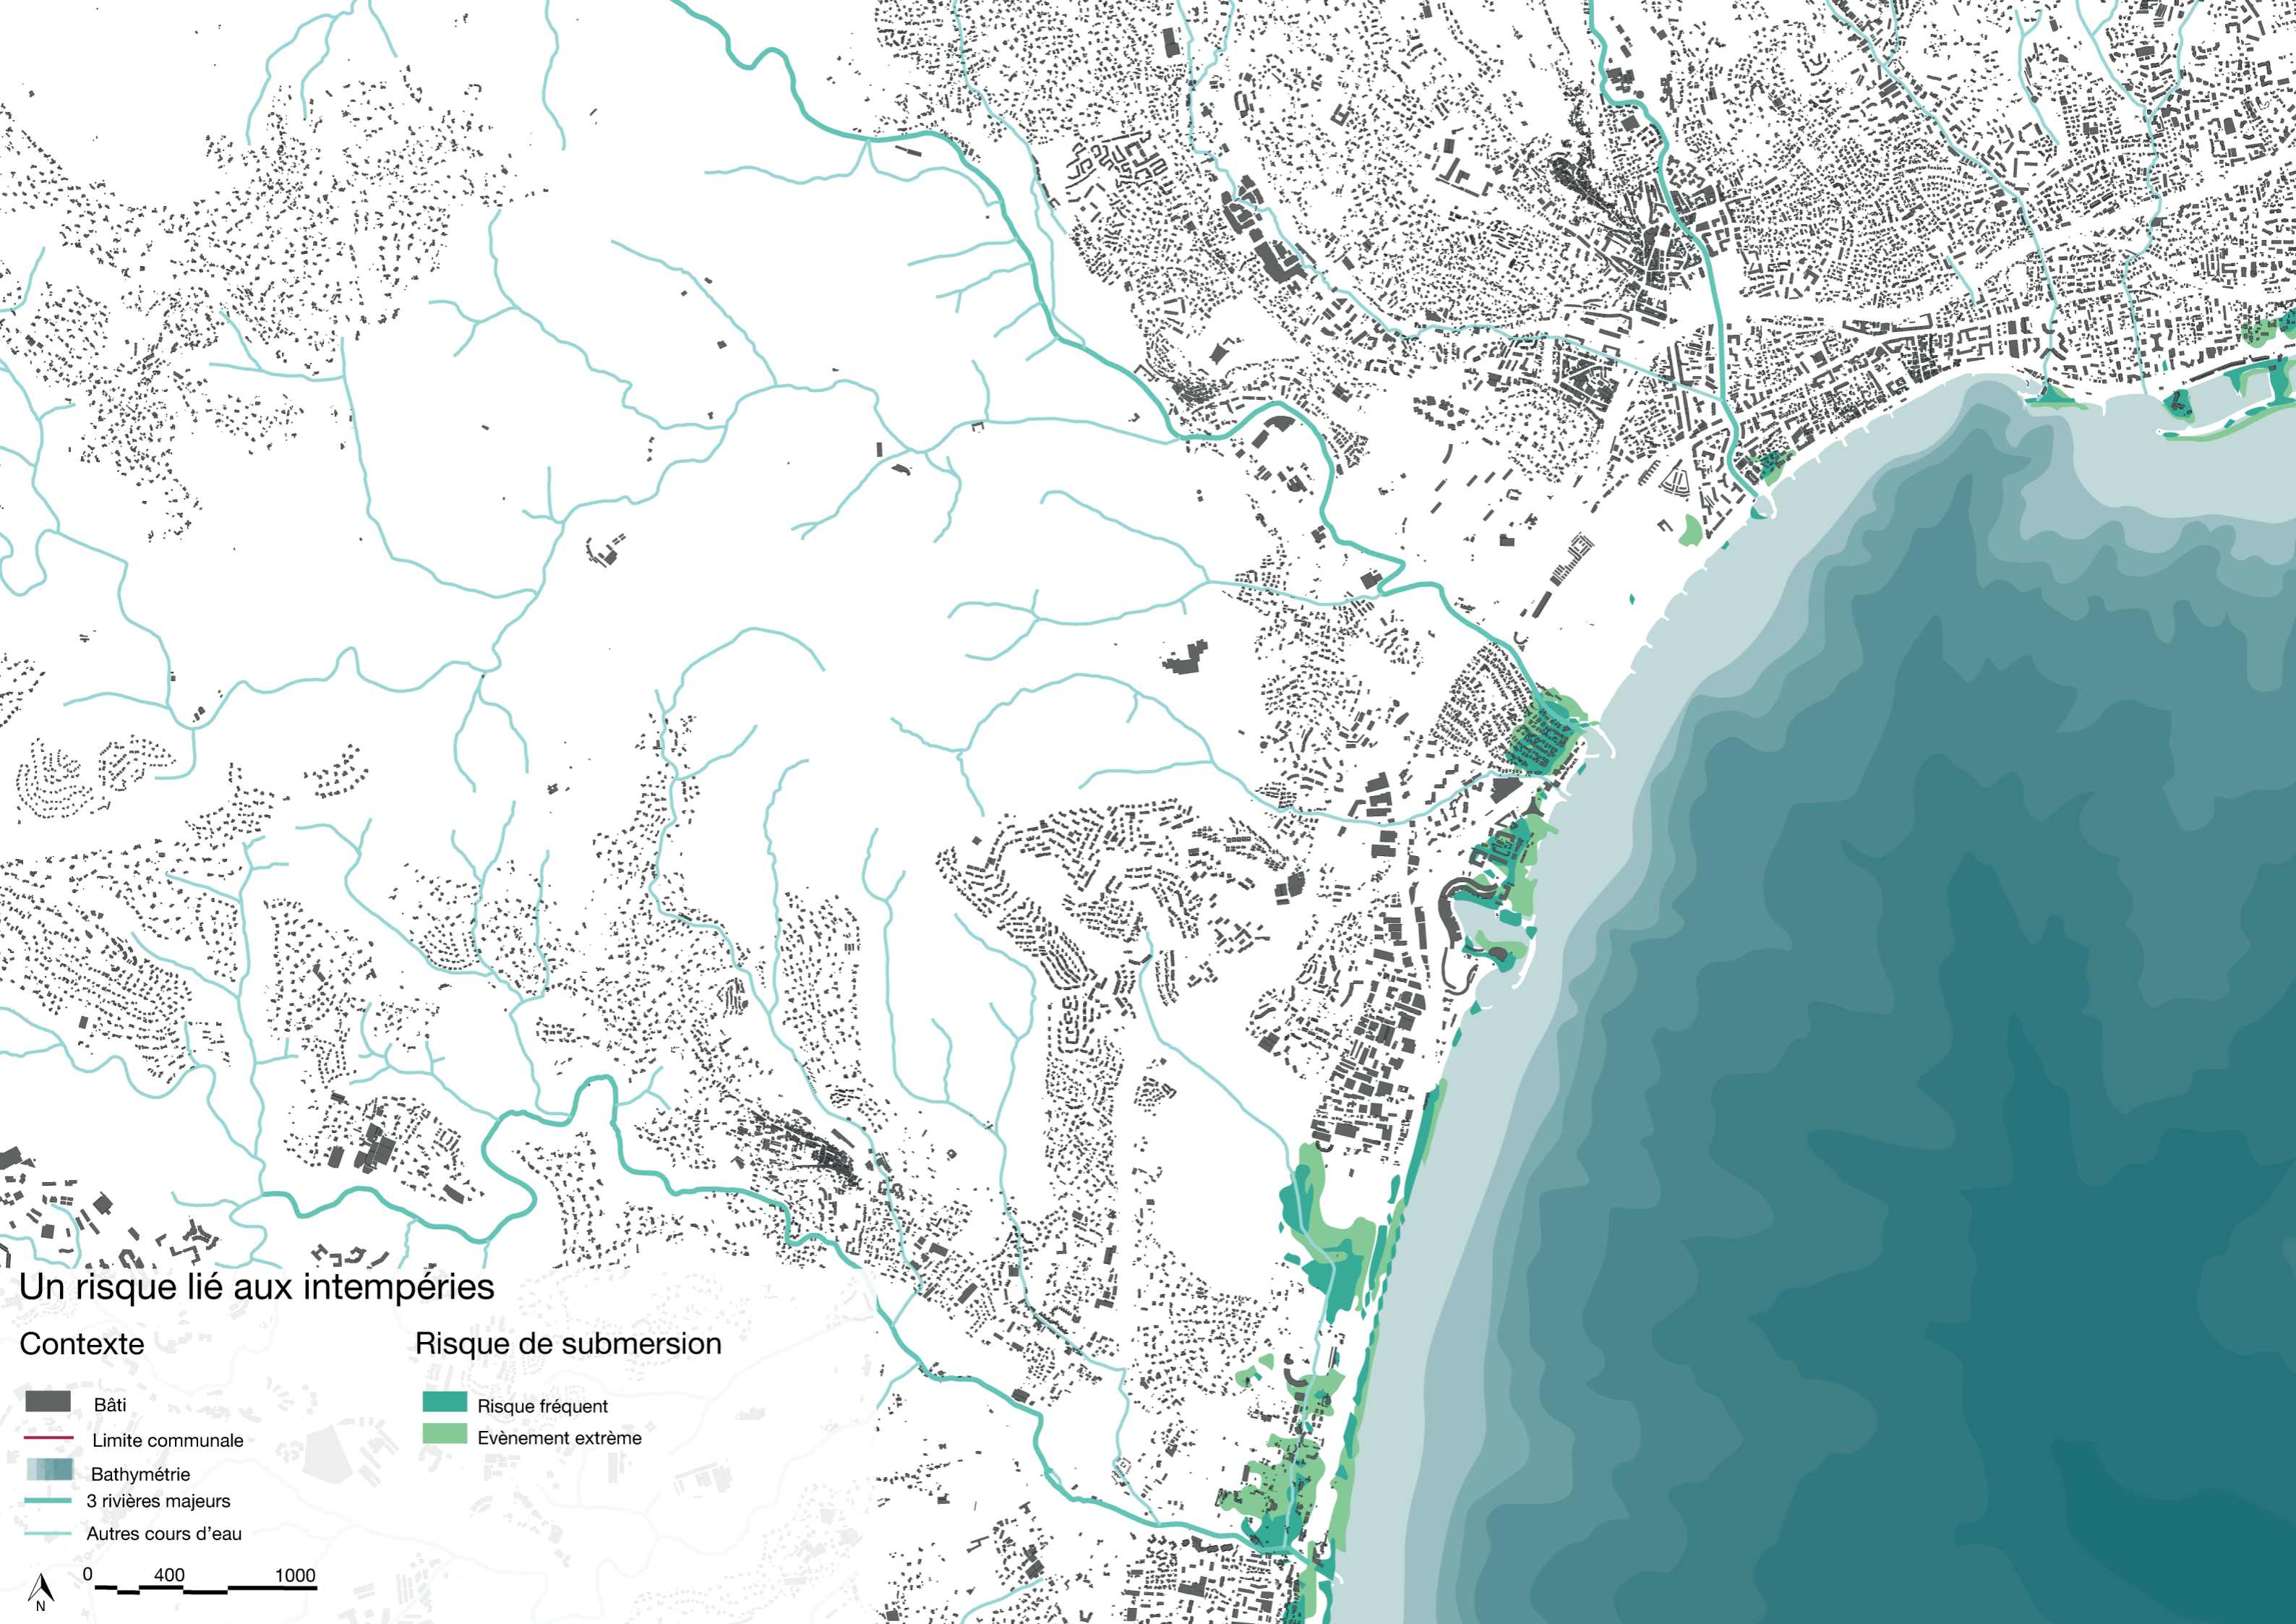 Un risque lié aux intempéries
Contexte
Bâti
Limite communale
Bathymétrie
3 rivières majeurs
Autres cours d'eau
0 400 1000
N
Risque de submersion
Risque fréquent
Evènement extrème